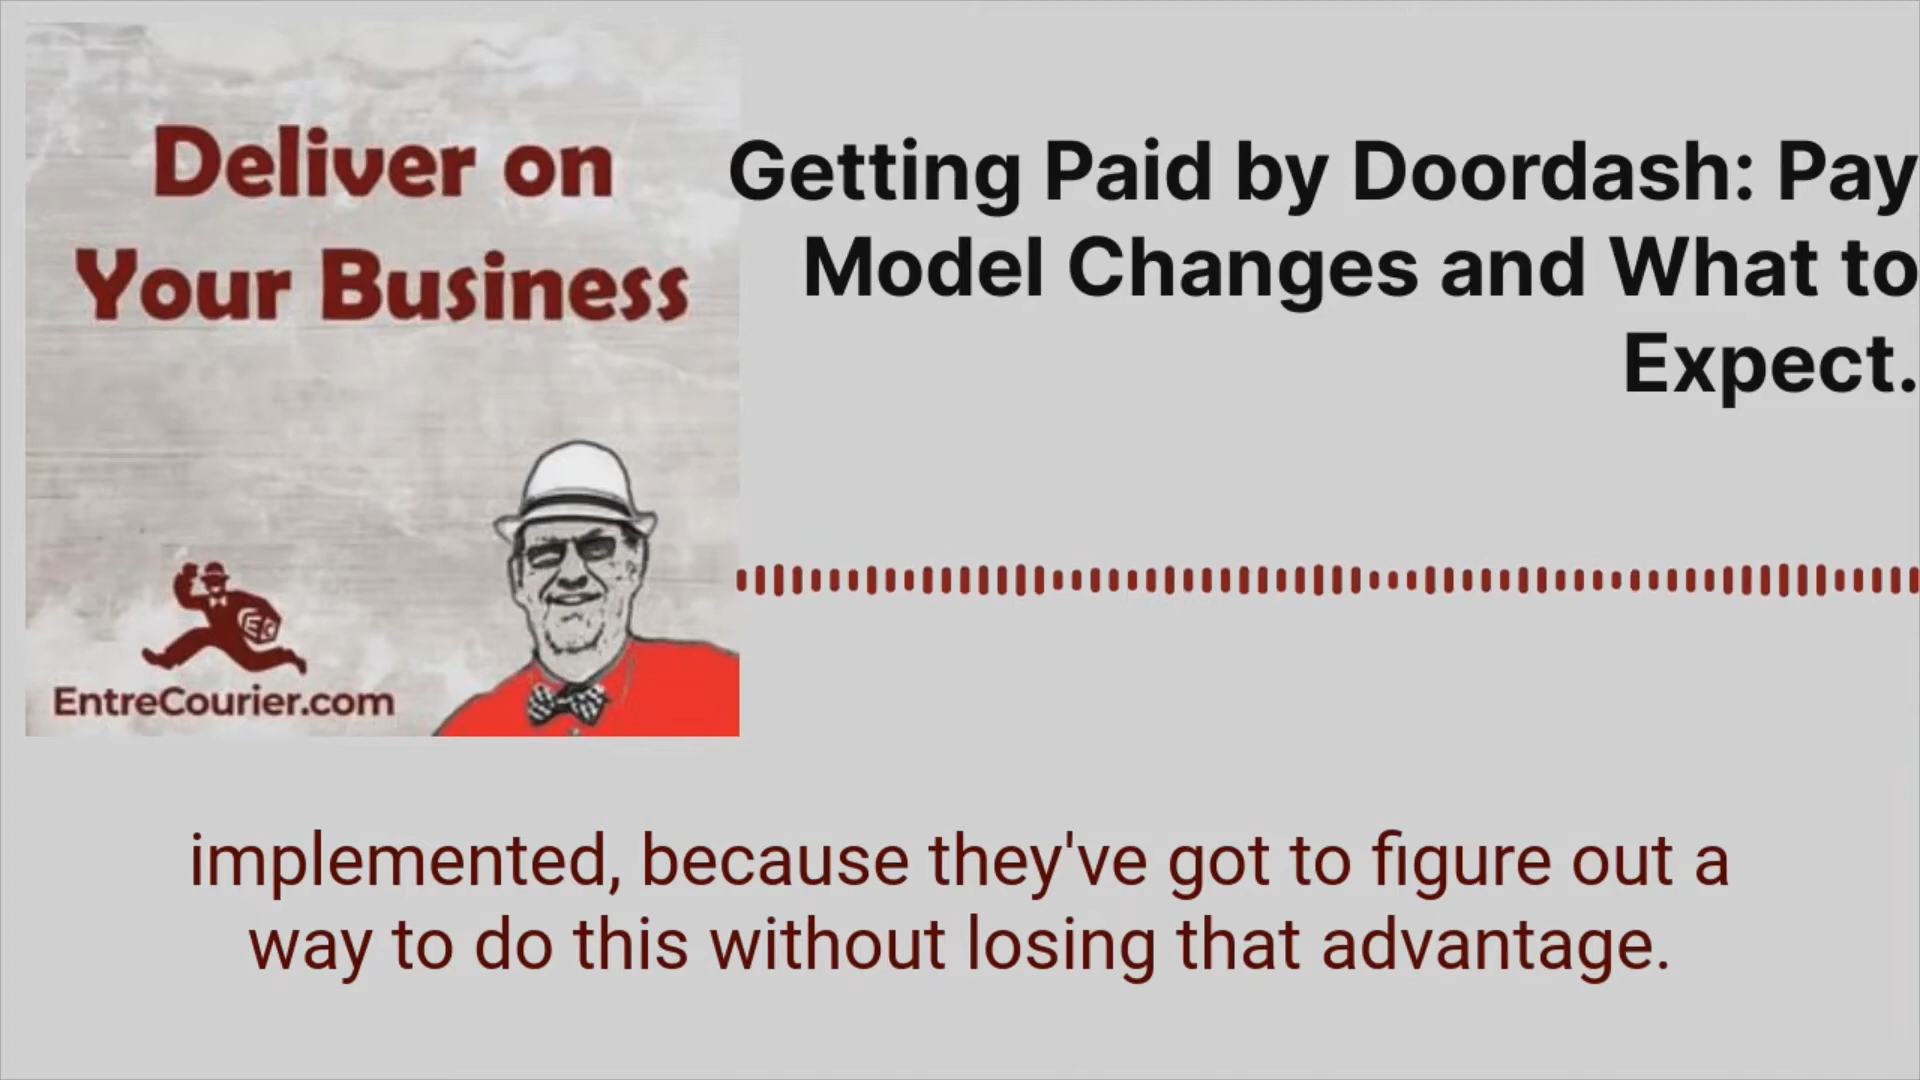 Deliver on
Your Business
EK
EntreCourier.com
Getting Paid by Doordash: Pay
Model Changes and What to
Expect.
implemented, because they've got to figure out a
way to do this without losing that advantage.